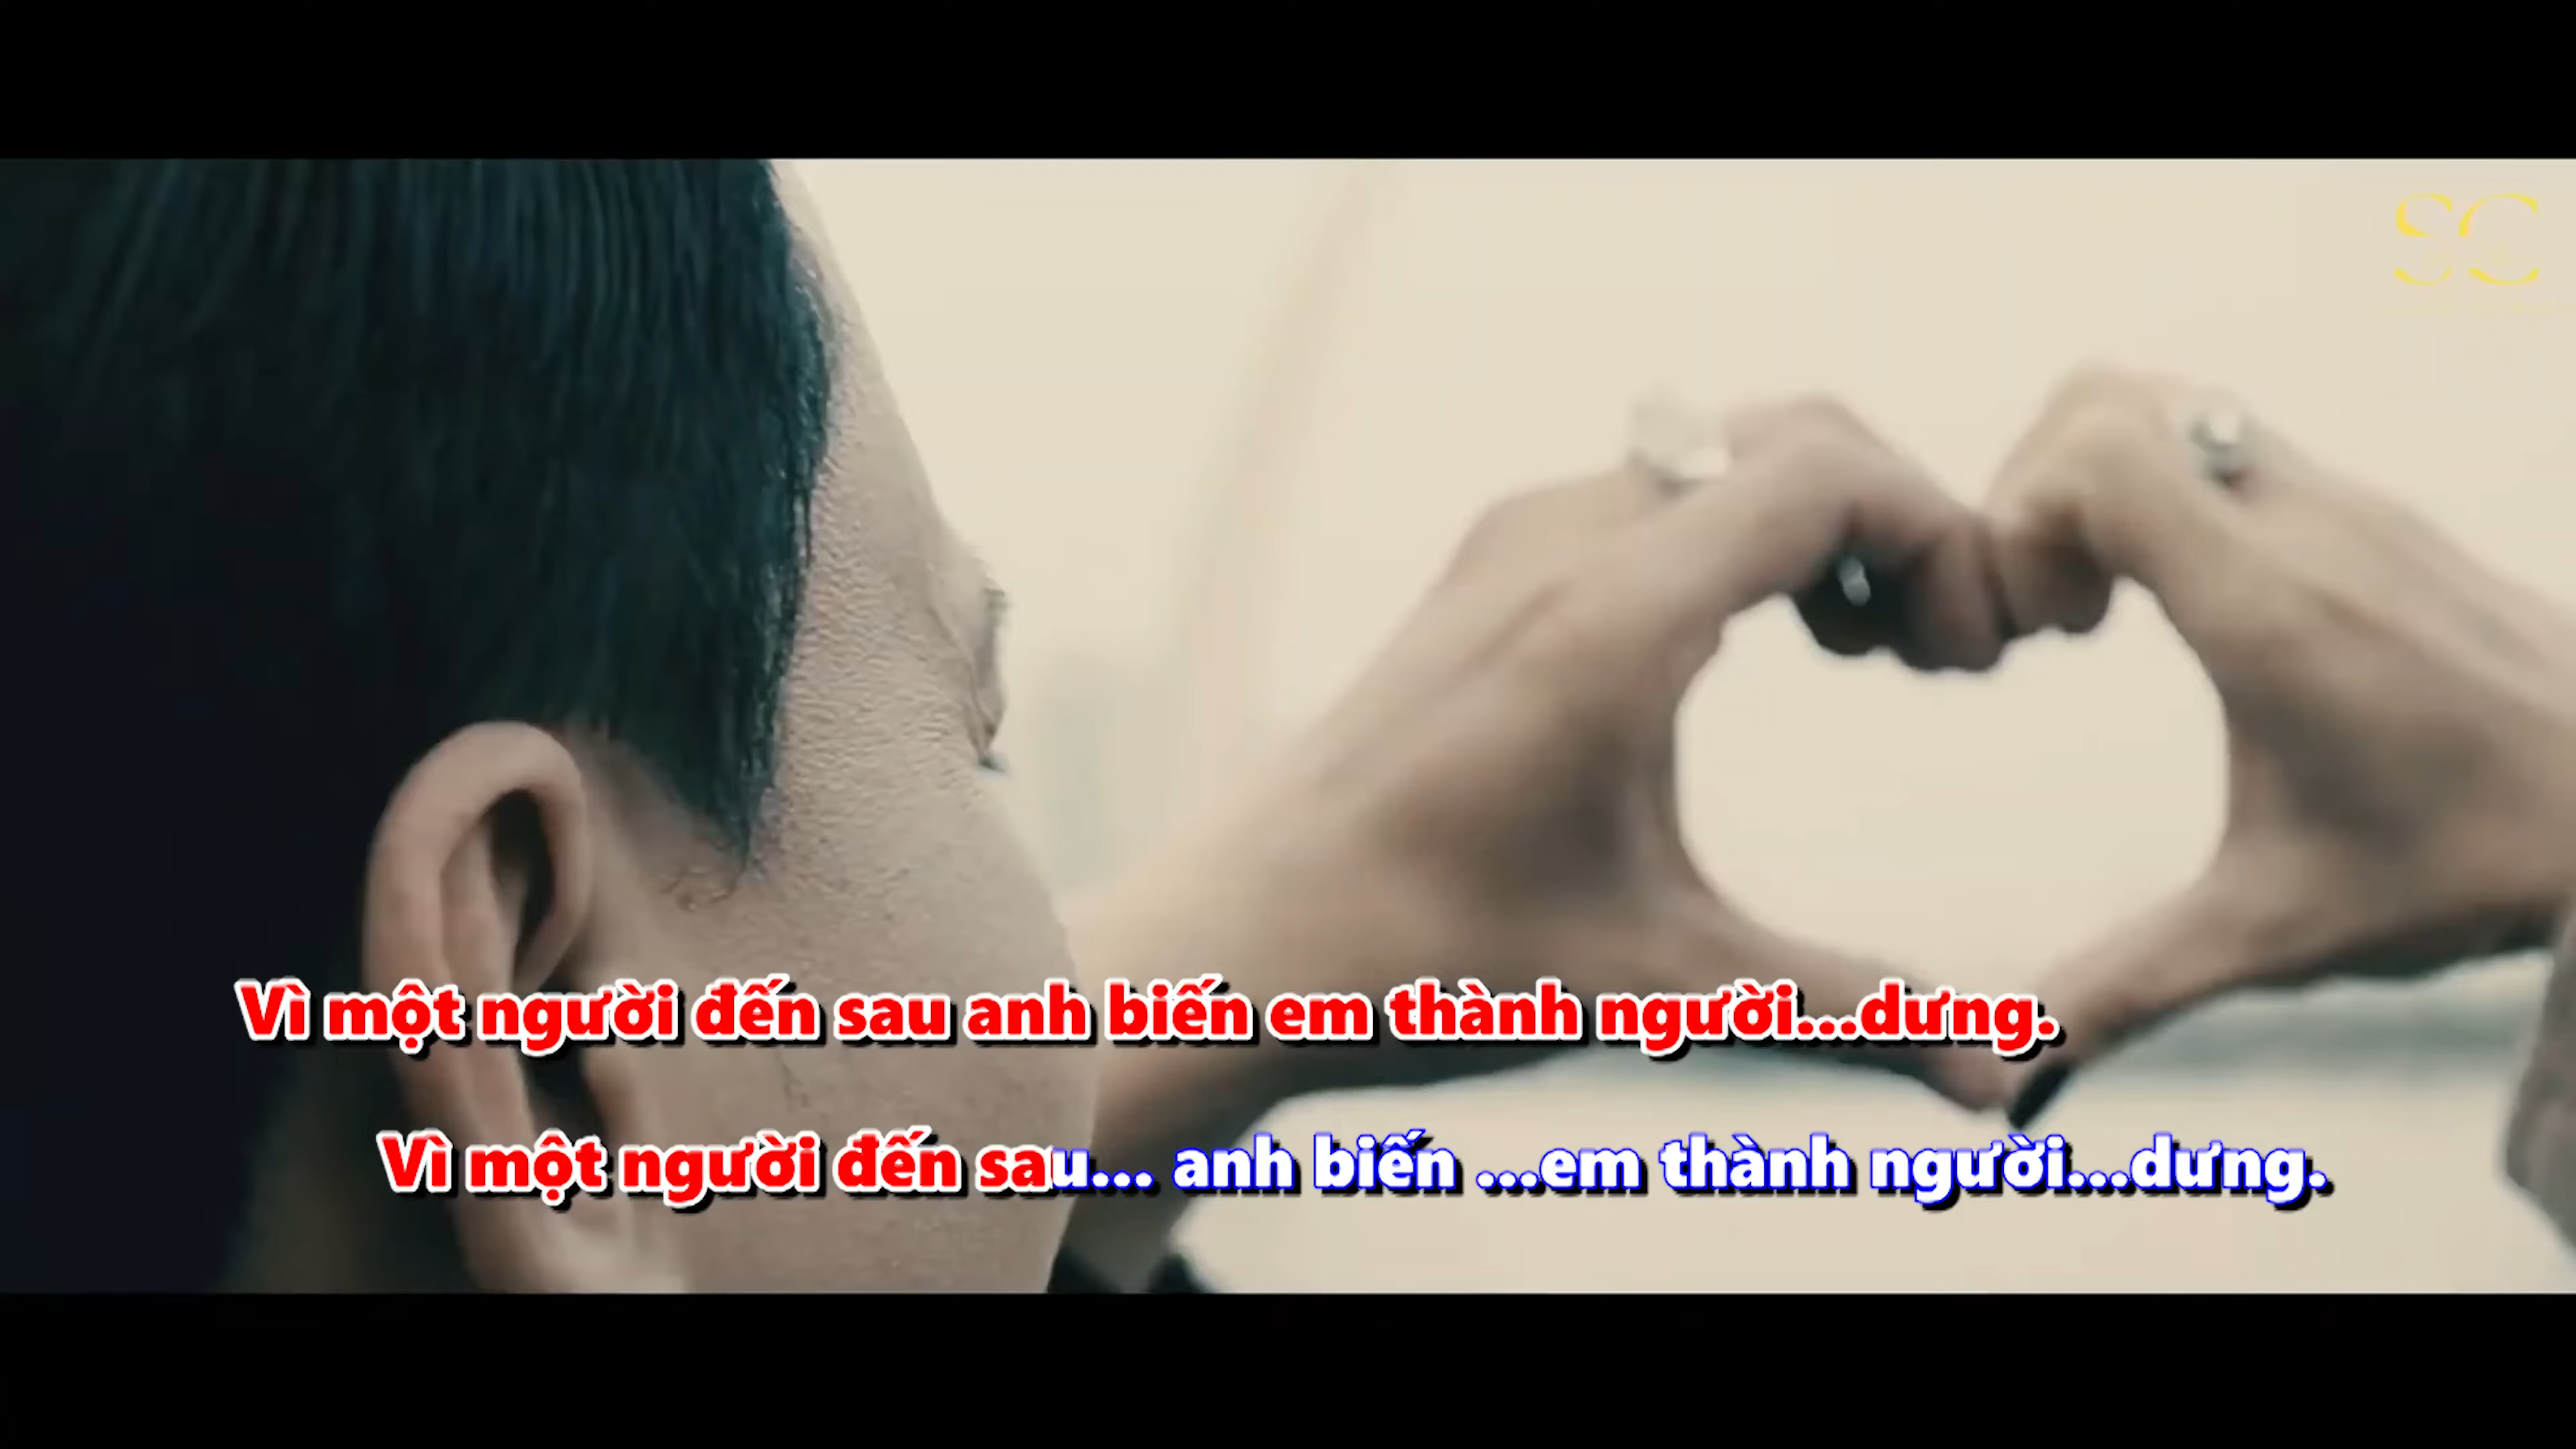 SC
Vì một người đến sau anh biến em thành người...dưng.
Vì một người đến sau... anh biến ...em thành người...dưng.